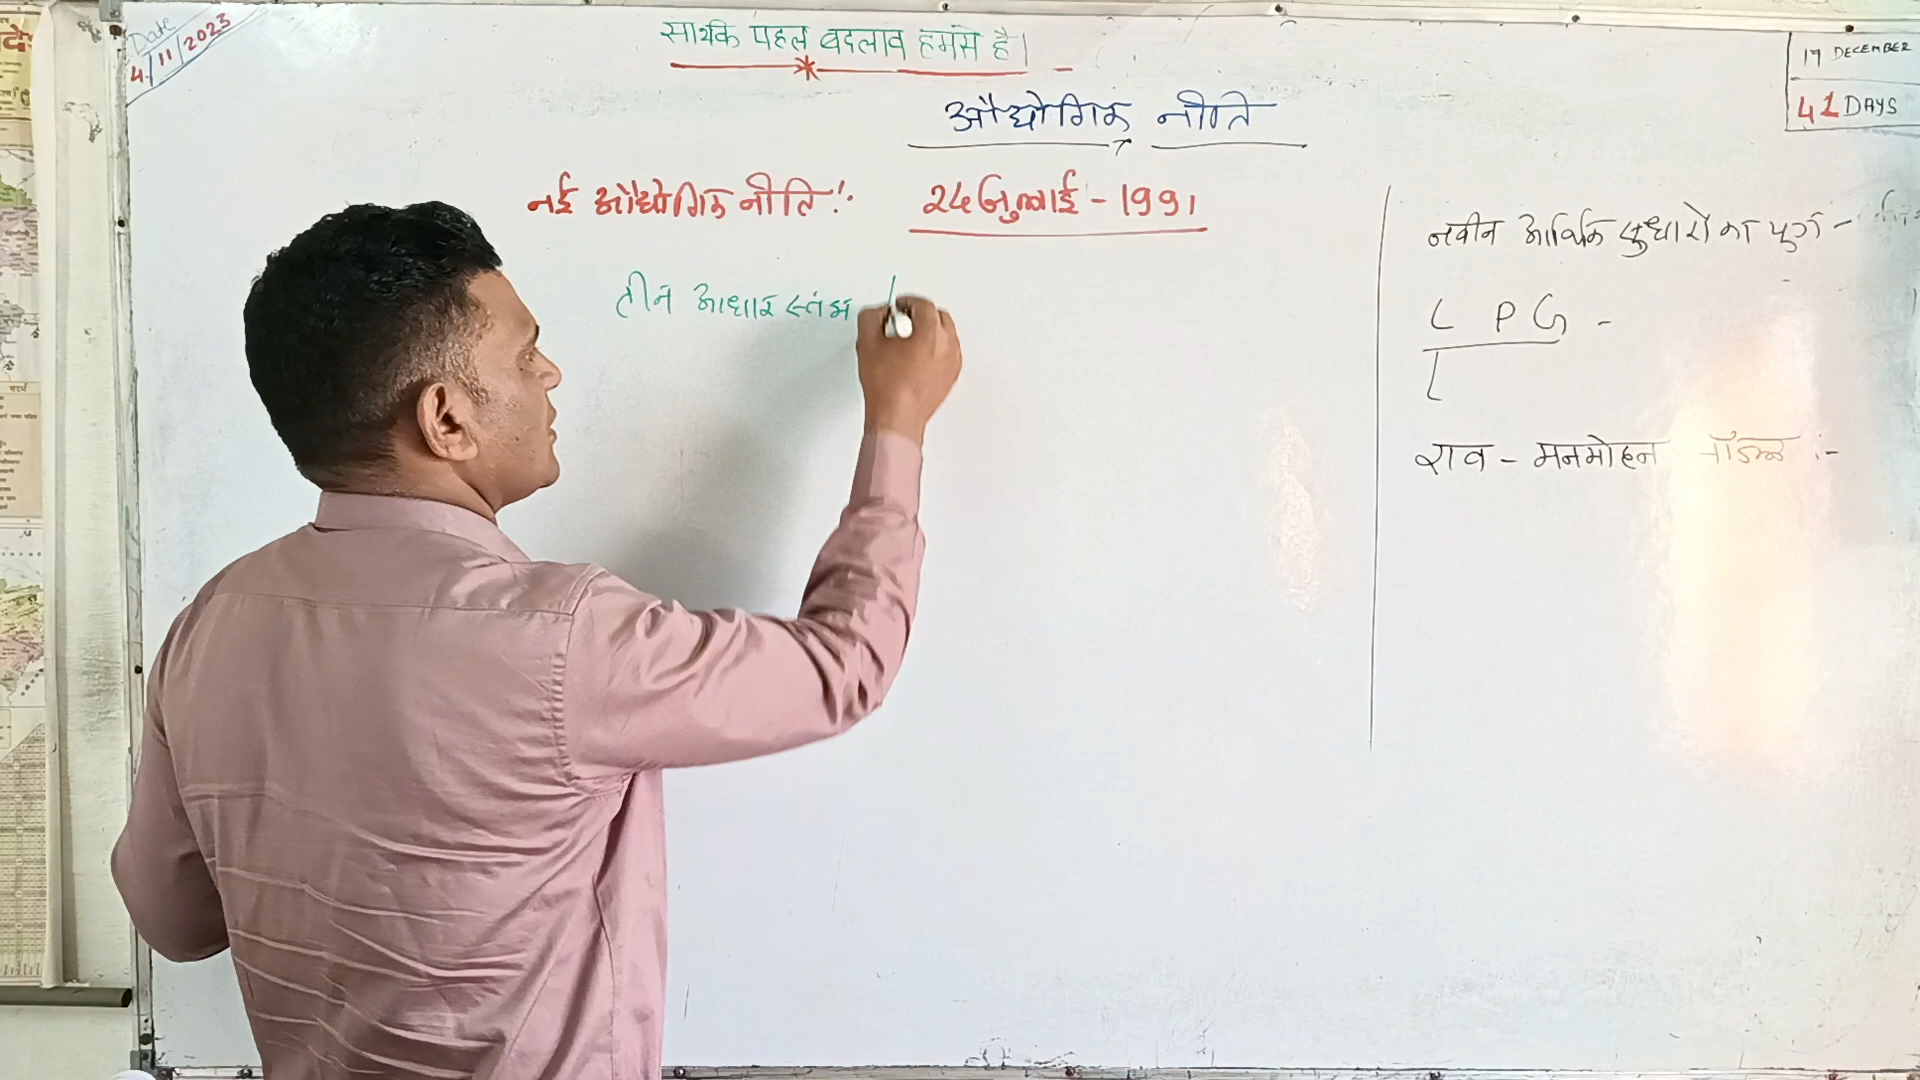 Date
4/11/2023
सार्थक पहल बदलाव हमसे है।
17 DECEMBER
41 DAYS
औद्योगिक नीति
नई औद्योगिक नीति :- 24 जुलाई - 1991
तीन आधार स्तंभ
नवीन आर्थिक सुधारों का युग -
L P G -
L
राव - मनमोहन मॉडल :-